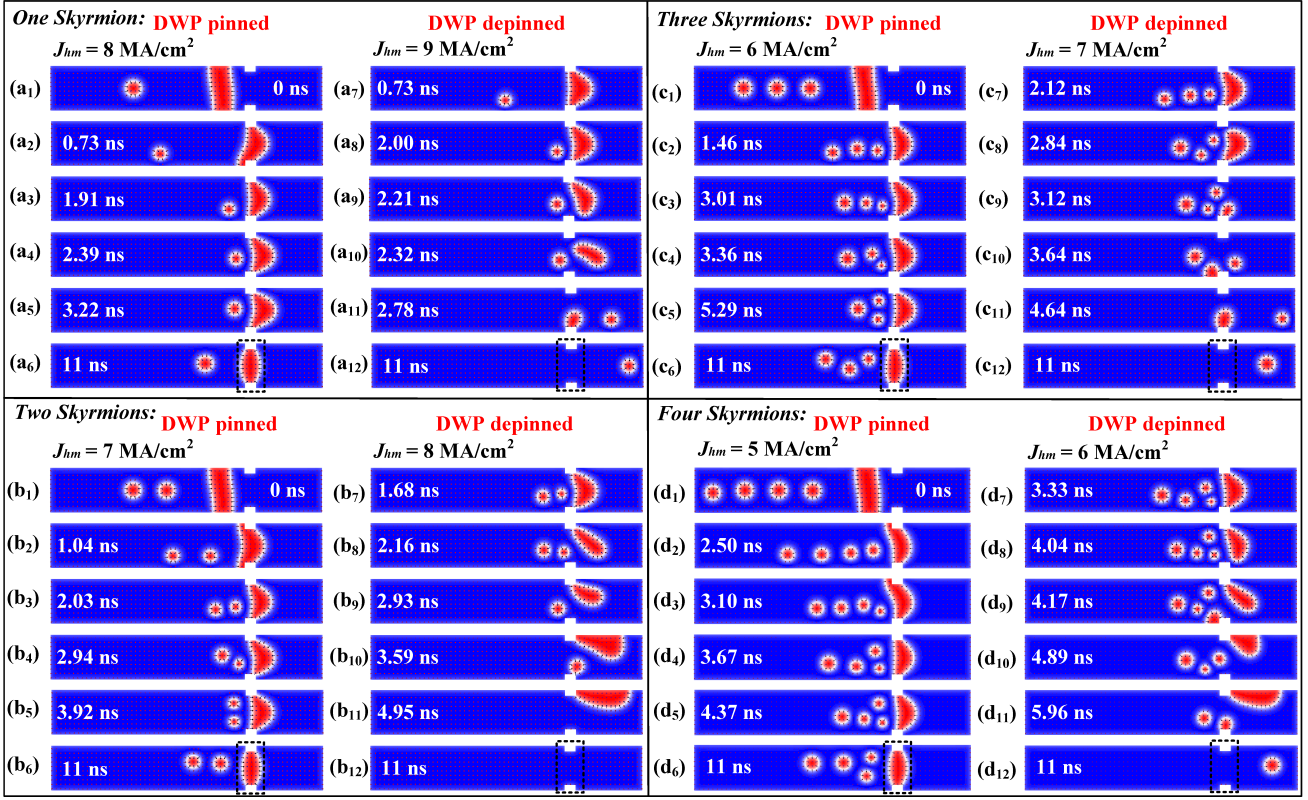 One Skyrmion: DWP pinned DWP depinned
J_hm = 8 MA/cm² J_hm = 9 MA/cm²
(a₁) 0 ns (a₇) 0.73 ns
(a₂) 0.73 ns (a₈) 2.00 ns
(a₃) 1.91 ns (a₉) 2.21 ns
(a₄) 2.39 ns (a₁₀) 2.32 ns
(a₅) 3.22 ns (a₁₁) 2.78 ns
(a₆) 11 ns (a₁₂) 11 ns
Three Skyrmions: DWP pinned DWP depinned
J_hm = 6 MA/cm² J_hm = 7 MA/cm²
(c₁) 0 ns (c₇) 2.12 ns
(c₂) 1.46 ns (c₈) 2.84 ns
(c₃) 3.01 ns (c₉) 3.12 ns
(c₄) 3.36 ns (c₁₀) 3.64 ns
(c₅) 5.29 ns (c₁₁) 4.64 ns
(c₆) 11 ns (c₁₂) 11 ns
Two Skyrmions: DWP pinned DWP depinned
J_hm = 7 MA/cm² J_hm = 8 MA/cm²
(b₁) 0 ns (b₇) 1.68 ns
(b₂) 1.04 ns (b₈) 2.16 ns
(b₃) 2.03 ns (b₉) 2.93 ns
(b₄) 2.94 ns (b₁₀) 3.59 ns
(b₅) 3.92 ns (b₁₁) 4.95 ns
(b₆) 11 ns (b₁₂) 11 ns
Four Skyrmions: DWP pinned DWP depinned
J_hm = 5 MA/cm² J_hm = 6 MA/cm²
(d₁) 0 ns (d₇) 3.33 ns
(d₂) 2.50 ns (d₈) 4.04 ns
(d₃) 3.10 ns (d₉) 4.17 ns
(d₄) 3.67 ns (d₁₀) 4.89 ns
(d₅) 4.37 ns (d₁₁) 5.96 ns
(d₆) 11 ns (d₁₂) 11 ns